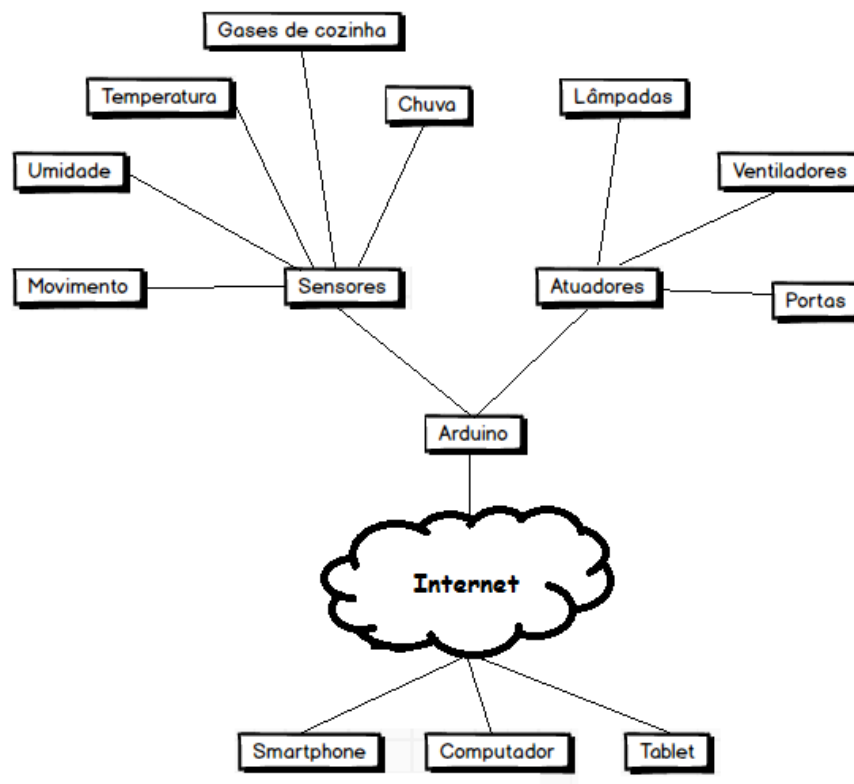 Gases de cozinha
Temperatura
Chuva
Lâmpadas
Umidade
Ventiladores
Movimento
Sensores
Atuadores
Portas
Arduino
Internet
Smartphone
Computador
Tablet